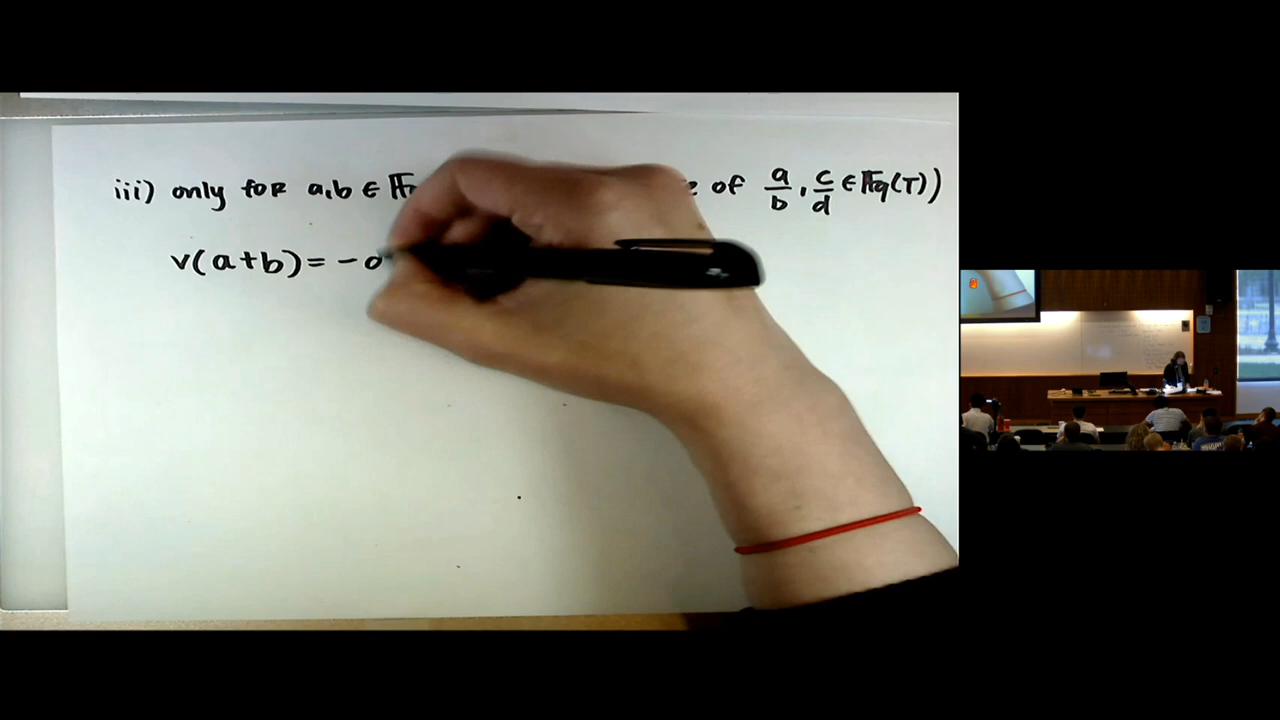 iii) only for a,b ∈ 𝔽 of a/b , c/d ∈ 𝔽q(T))
v(a+b) = -